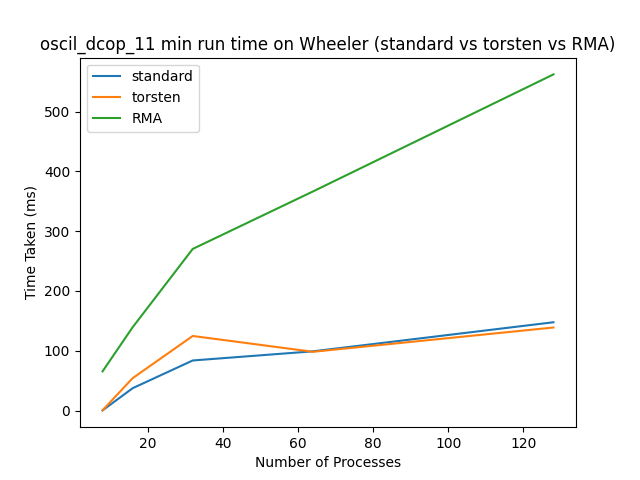 oscil_dcop_11 min run time on Wheeler (standard vs torsten vs RMA)
standard
torsten
RMA
Time Taken (ms)
500
400
300
200
100
0
20 40 60 80 100 120
Number of Processes